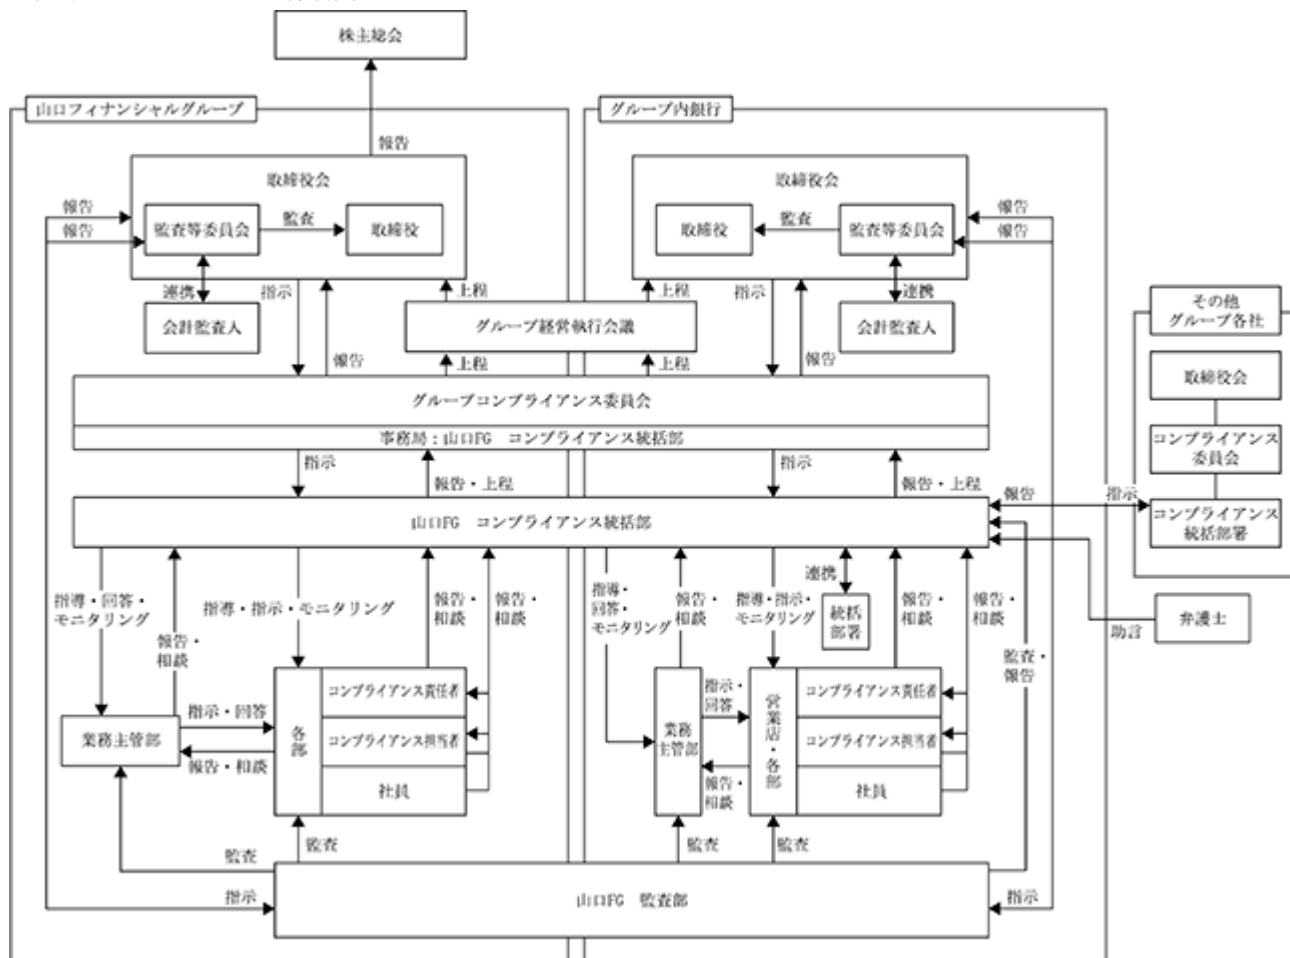 株主総会
山口フィナンシャルグループ
グループ内銀行
報告
取締役会
取締役会
報告
報告
監査等委員会
監査
取締役
取締役
監査
監査等委員会
報告
報告
連携
指示
上程
上程
指示
連携
会計監査人
グループ経営執行会議
会計監査人
その他
グループ各社
報告
上程
上程
報告
取締役会
グループコンプライアンス委員会
事務局：山口FG　コンプライアンス統括部
コンプライアンス
委員会
指示
報告・上程
指示
報告・上程
報告
指示
山口FG　コンプライアンス統括部
コンプライアンス
統括部署
指導・回答・
モニタリング
報告・
相談
指導・指示・モニタリング
報告・
相談
報告・
相談
指導・
回答・
モニタリング
報告・
相談
指導・指示・
モニタリング
連携
統括
部署
報告・
相談
報告・
相談
助言
弁護士
監査・
報告
業務主管部
指示・回答
報告・相談
各部
コンプライアンス責任者
コンプライアンス担当者
社員
業務
主管部
指示・
回答
報告・
相談
営業店・各部
コンプライアンス責任者
コンプライアンス担当者
社員
監査
監査
監査
監査
指示
山口FG　監査部
指示